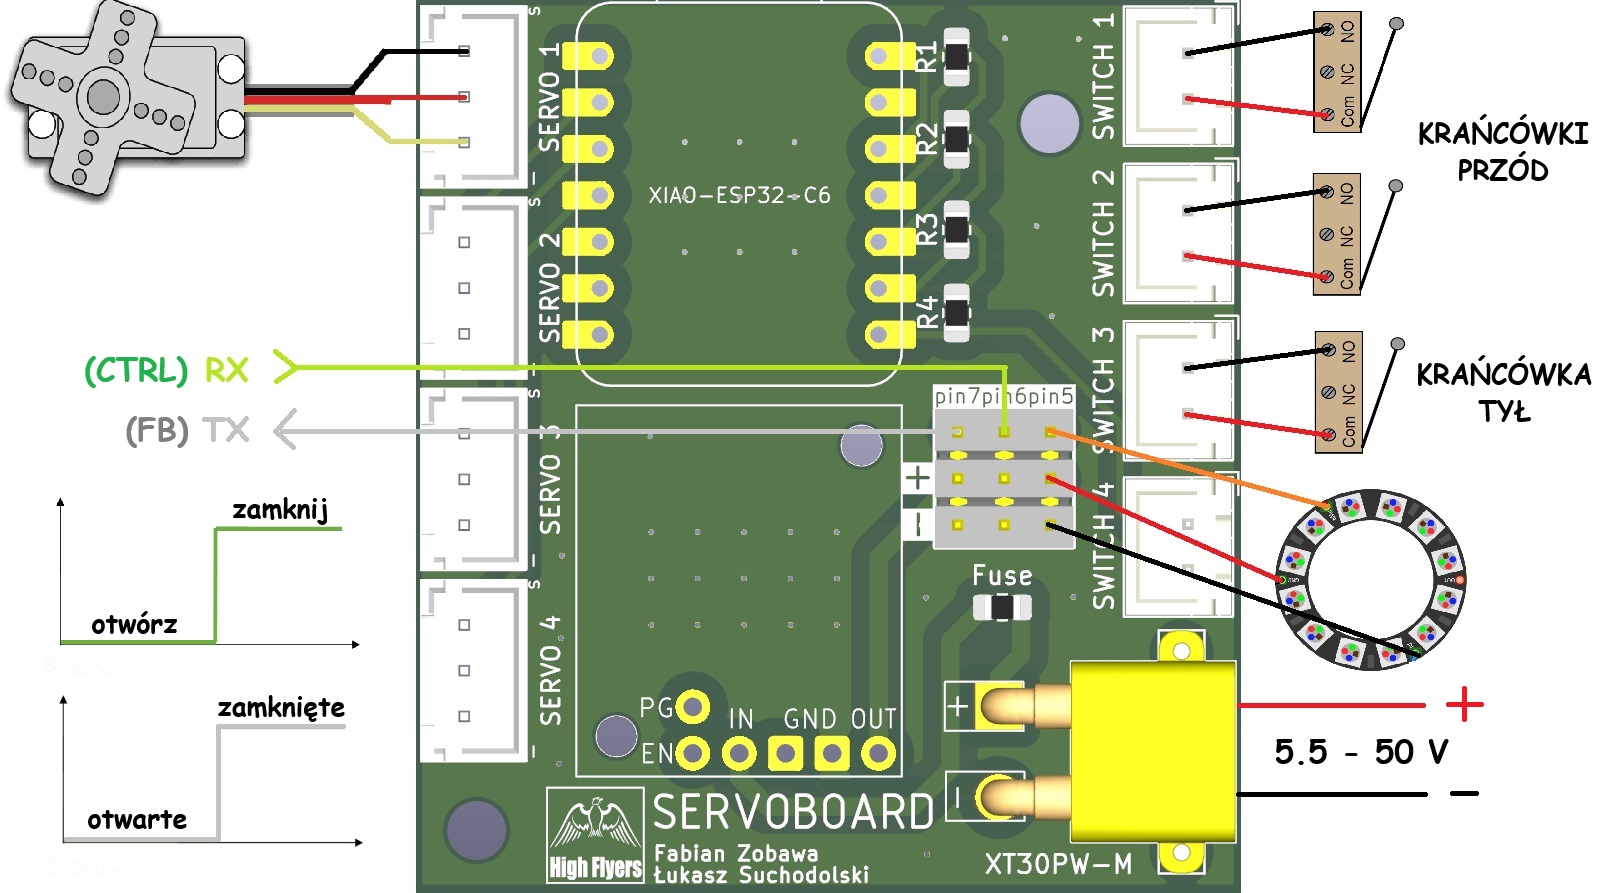 S
SERVO 1
-
S
SERVO 2
-
S
SERVO 3
-
S
SERVO 4
-
XIAO-ESP32-C6
R1
R2
R3
R4
SWITCH 1
SWITCH 2
SWITCH 3
SWITCH 4
NO
NC
Com
NO
NC
Com
NO
NC
Com
KRAŃCÓWKI
PRZÓD
KRAŃCÓWKA
TYŁ
(CTRL) RX
(FB) TX
pin7pin6pin5
+
-
zamknij
otwórz
zamknięte
otwarte
Fuse
PG
IN GND OUT
EN
+
-
+
5.5 - 50 V
-
SERVOBOARD
High Flyers
Fabian Zobawa
Łukasz Suchodolski
XT30PW-M